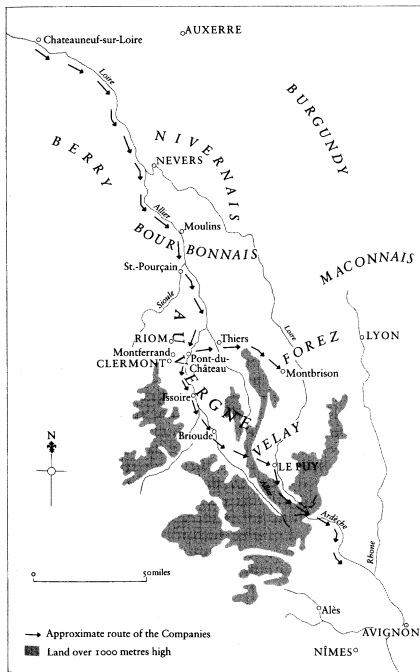 AUXERRE
Chateauneuf-sur-Loire
Loire
BURGUNDY
BERRY
NIVERNAIS
NEVERS
Allier
Moulins
BOURBONNAIS
St.-Pourçain
MACONNAIS
Sioule
AUVERGNE
Loire
RIOM
Thiers
FOREZ
LYON
Montferrand
CLERMONT
Pont-du-
Château
Montbrison
Issoire
VELAY
Brioude
LE PUY
N
Allier
Ardèche
Rhone
50 miles
Alès
AVIGNON
Approximate route of the Companies
Land over 1000 metres high
NÎMES